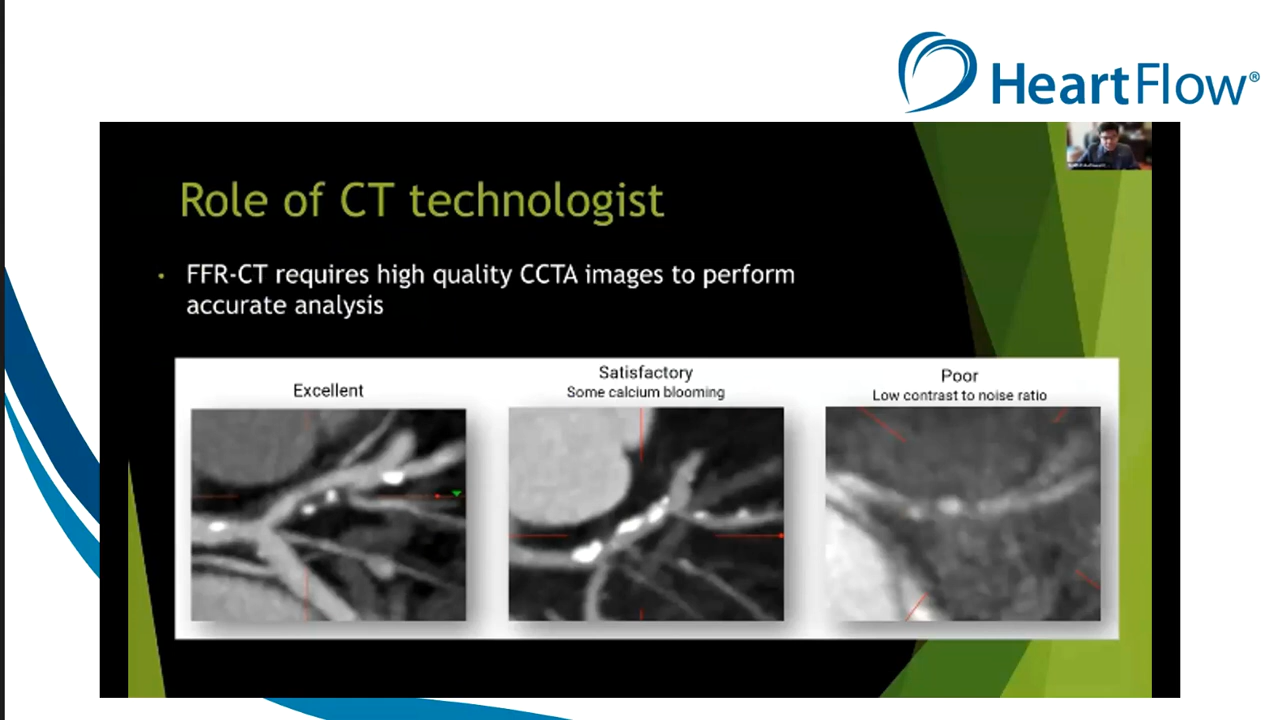 HeartFlow®
Role of CT technologist
• FFR-CT requires high quality CCTA images to perform
accurate analysis
Excellent
Satisfactory
Some calcium blooming
Poor
Low contrast to noise ratio